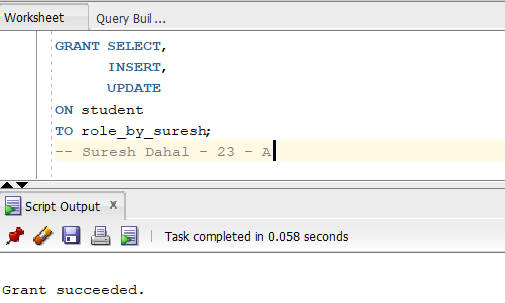 Worksheet Query Buil ...
GRANT SELECT,
INSERT,
UPDATE
ON student
TO role_by_suresh;
-- Suresh Dahal - 23 - A
Script Output x
Task completed in 0.058 seconds
Grant succeeded.